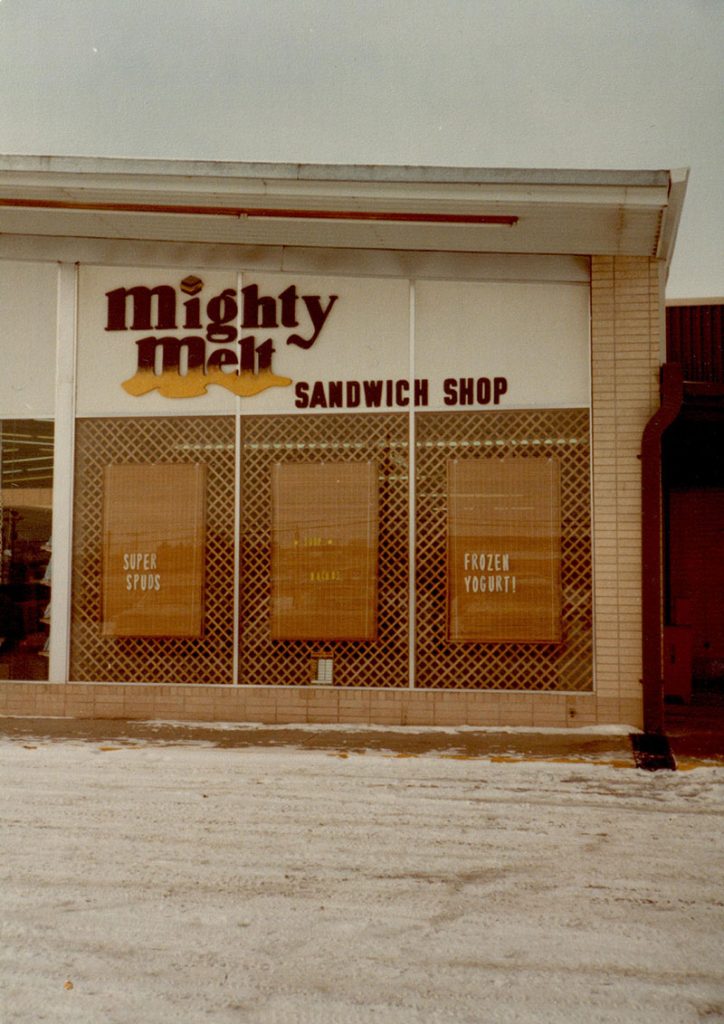 Mighty
Melt
SANDWICH SHOP
SUPER
SPUDS
FROZEN
YOGURT!